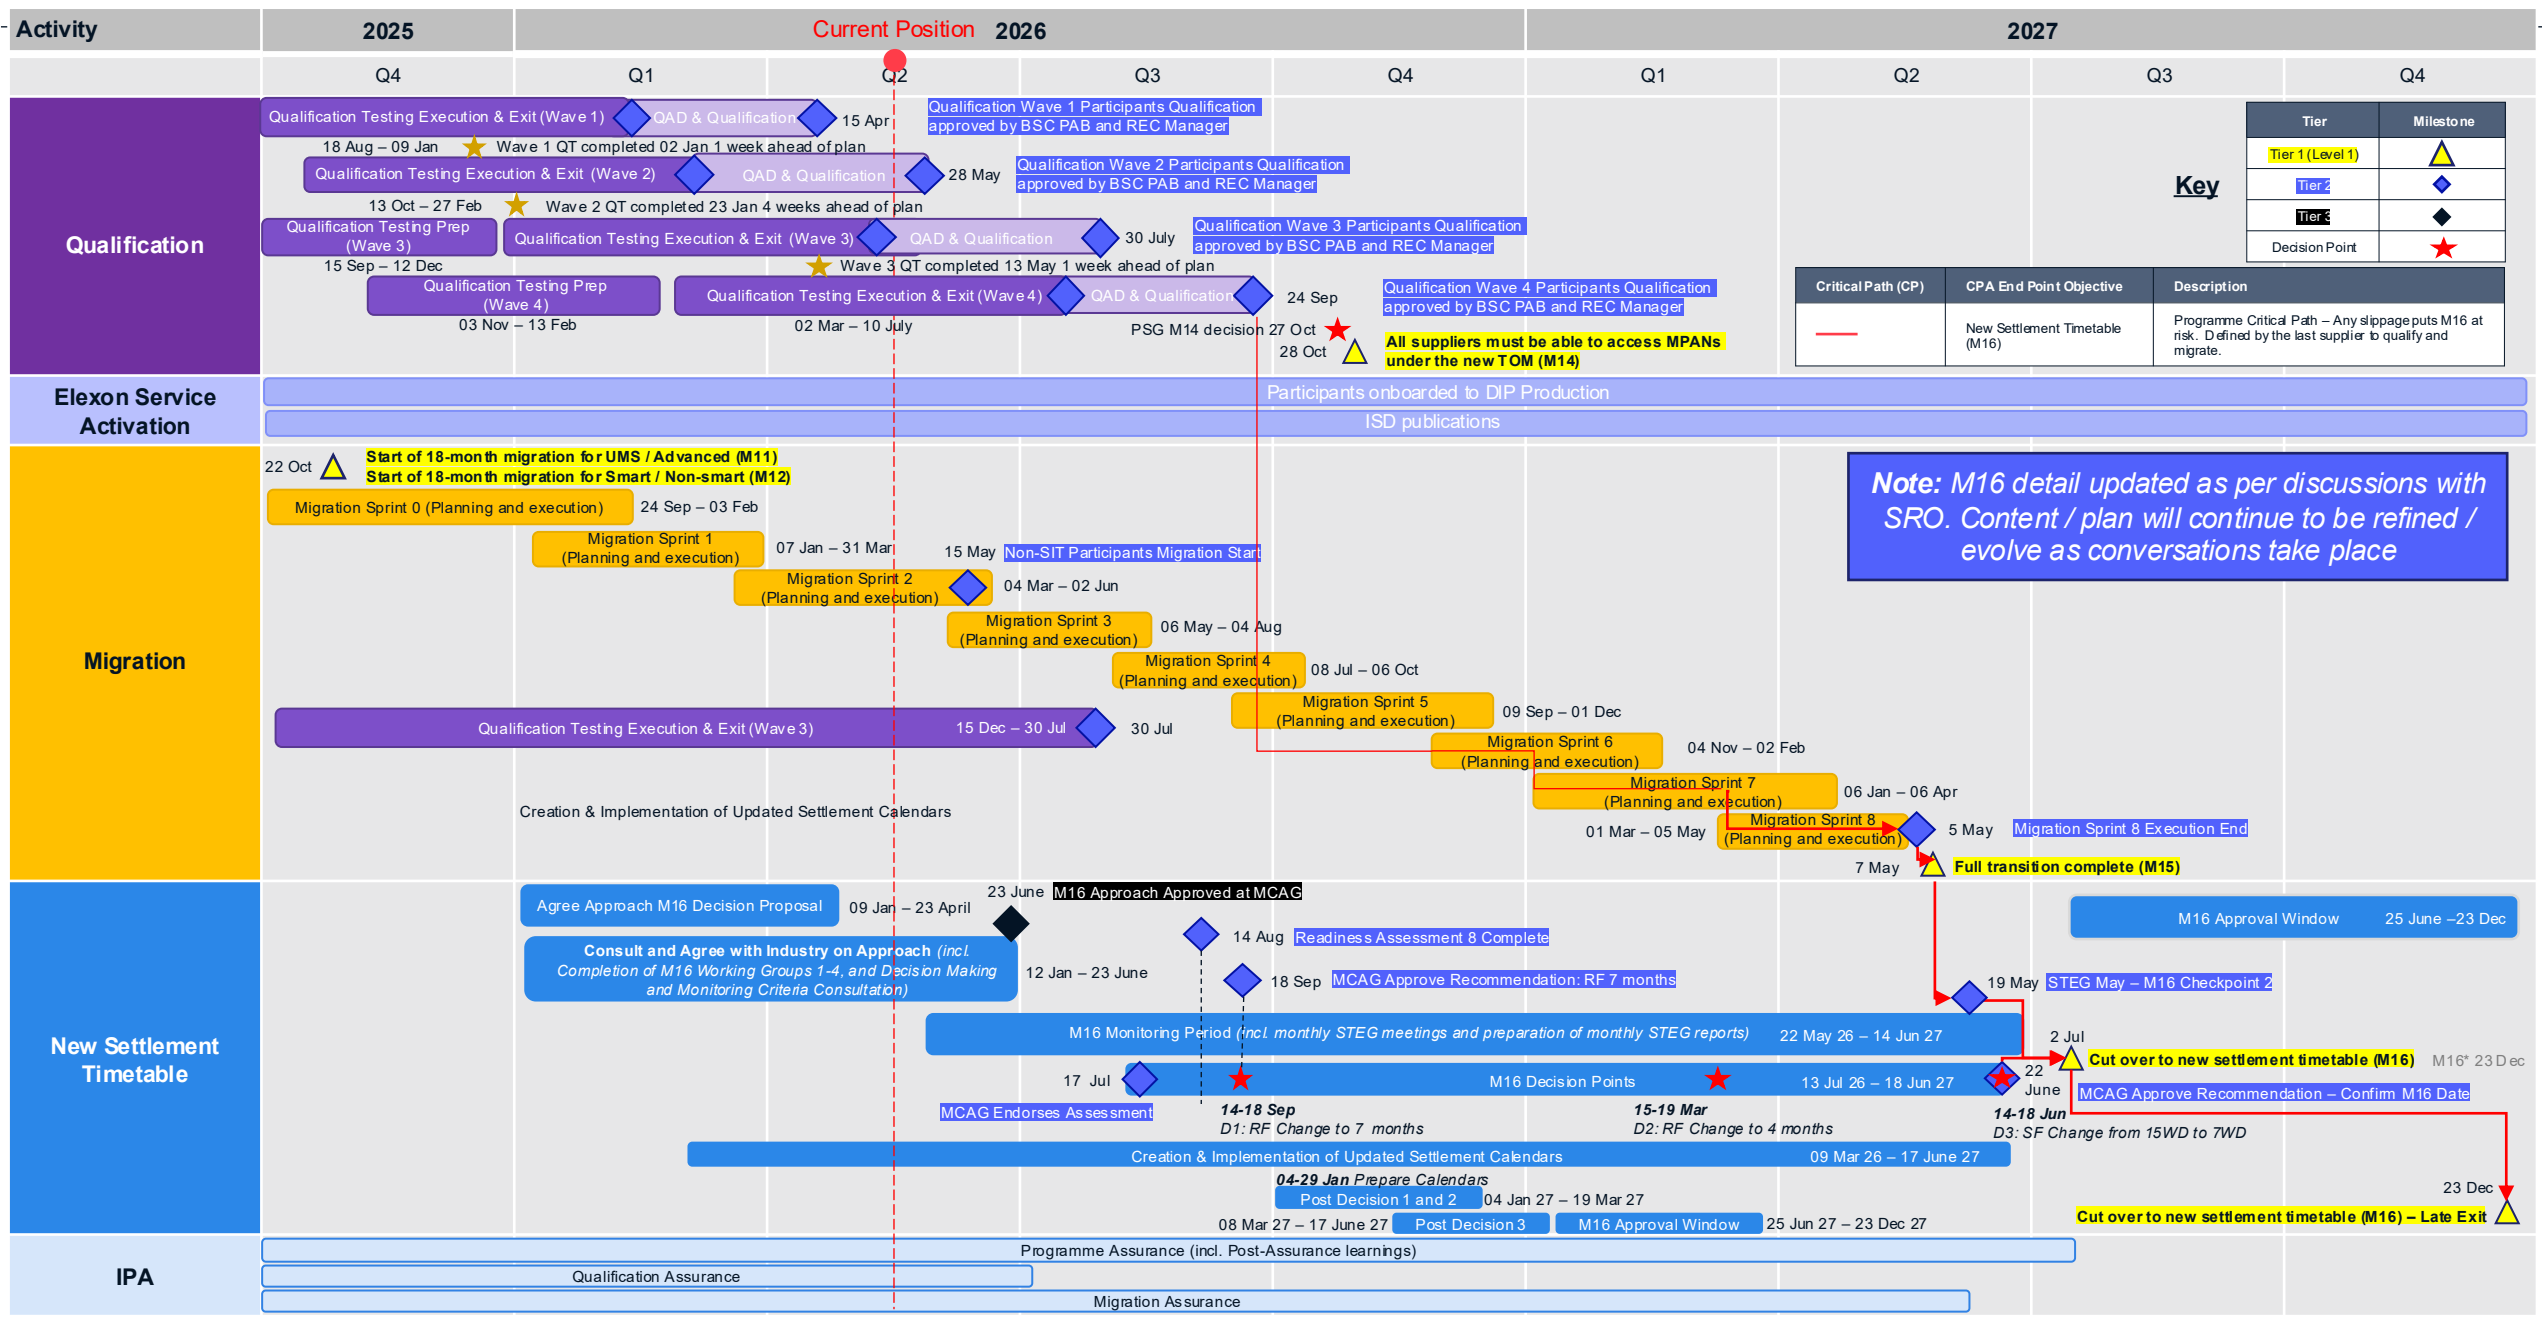 Activity
2025
Current Position
2026
2027
Q4
Q1
Q2
Q3
Q4
Q1
Q2
Q3
Q4
Qualification
Qualification Testing Execution & Exit (Wave 1)
QAD & Qualification
15 Apr
Qualification Wave 1 Participants Qualification
approved by BSC PAB and REC Manager
18 Aug – 09 Jan
Wave 1 QT completed 02 Jan 1 week ahead of plan
Qualification Testing Execution & Exit (Wave 2)
QAD & Qualification
28 May
Qualification Wave 2 Participants Qualification
approved by BSC PAB and REC Manager
13 Oct – 27 Feb
Wave 2 QT completed 23 Jan 4 weeks ahead of plan
Qualification Testing Prep
(Wave 3)
Qualification Testing Execution & Exit (Wave 3)
QAD & Qualification
30 July
Qualification Wave 3 Participants Qualification
approved by BSC PAB and REC Manager
15 Sep – 12 Dec
Wave 3 QT completed 13 May 1 week ahead of plan
Qualification Testing Prep
(Wave 4)
Qualification Testing Execution & Exit (Wave 4)
QAD & Qualification
24 Sep
Qualification Wave 4 Participants Qualification
approved by BSC PAB and REC Manager
03 Nov – 13 Feb
02 Mar – 10 July
PSG M14 decision 27 Oct
28 Oct
All suppliers must be able to access MPANs
under the new TOM (M14)
Key
Tier
Milestone
Tier 1 (Level 1)
Tier 2
Tier 3
Decision Point
Critical Path (CP)
CPA End Point Objective
Description
New Settlement Timetable
(M16)
Programme Critical Path – Any slippage puts M16 at
risk. Defined by the last supplier to qualify and
migrate.
Elexon Service
Activation
Participants onboarded to DIP Production
ISD publications
Migration
22 Oct
Start of 18-month migration for UMS / Advanced (M11)
Start of 18-month migration for Smart / Non-smart (M12)
Migration Sprint 0 (Planning and execution)
24 Sep – 03 Feb
Migration Sprint 1
(Planning and execution)
07 Jan – 31 Mar
15 May
Non-SIT Participants Migration Start
Migration Sprint 2
(Planning and execution)
04 Mar – 02 Jun
Migration Sprint 3
(Planning and execution)
06 May – 04 Aug
Migration Sprint 4
(Planning and execution)
08 Jul – 06 Oct
Migration Sprint 5
(Planning and execution)
09 Sep – 01 Dec
Qualification Testing Execution & Exit (Wave 3)
15 Dec – 30 Jul
30 Jul
Migration Sprint 6
(Planning and execution)
04 Nov – 02 Feb
Migration Sprint 7
(Planning and execution)
06 Jan – 06 Apr
Creation & Implementation of Updated Settlement Calendars
01 Mar – 05 May
Migration Sprint 8
(Planning and execution)
5 May
Migration Sprint 8 Execution End
7 May
Full transition complete (M15)
Note: M16 detail updated as per discussions with
SRO. Content / plan will continue to be refined /
evolve as conversations take place
New Settlement
Timetable
Agree Approach M16 Decision Proposal
09 Jan – 23 April
23 June
M16 Approach Approved at MCAG
Consult and Agree with Industry on Approach (incl.
Completion of M16 Working Groups 1-4, and Decision Making
and Monitoring Criteria Consultation)
12 Jan – 23 June
14 Aug
Readiness Assessment 8 Complete
18 Sep
MCAG Approve Recommendation: RF 7 months
M16 Approval Window
25 June –23 Dec
19 May
STEG May – M16 Checkpoint 2
M16 Monitoring Period (incl. monthly STEG meetings and preparation of monthly STEG reports)
22 May 26 – 14 Jun 27
2 Jul
Cut over to new settlement timetable (M16)
M16* 23 Dec
17 Jul
M16 Decision Points
13 Jul 26 – 18 Jun 27
22
June
MCAG Approve Recommendation – Confirm M16 Date
MCAG Endorses Assessment
14-18 Sep
D1: RF Change to 7 months
15-19 Mar
D2: RF Change to 4 months
14-18 Jun
D3: SF Change from 15WD to 7WD
Creation & Implementation of Updated Settlement Calendars
09 Mar 26 – 17 June 27
04-29 Jan Prepare Calendars
Post Decision 1 and 2
04 Jan 27 – 19 Mar 27
08 Mar 27 – 17 June 27
Post Decision 3
M16 Approval Window
25 Jun 27 – 23 Dec 27
23 Dec
Cut over to new settlement timetable (M16) – Late Exit
IPA
Programme Assurance (incl. Post-Assurance learnings)
Qualification Assurance
Migration Assurance